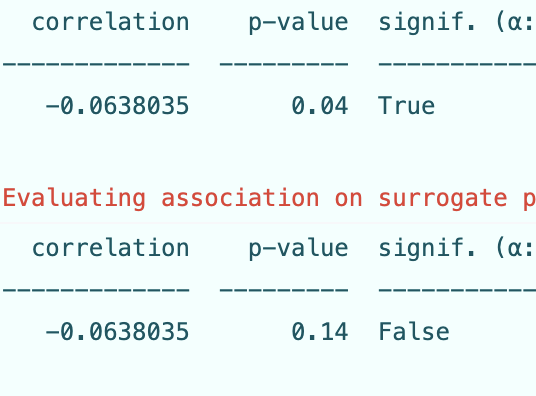 correlation p-value signif. (α:
------------- --------- -----------
-0.0638035 0.04 True
Evaluating association on surrogate p
correlation p-value signif. (α:
------------- --------- -----------
-0.0638035 0.14 False